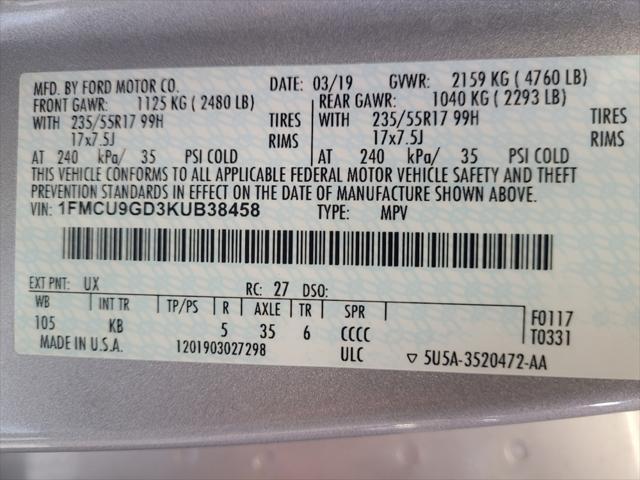 MFD. BY FORD MOTOR CO. DATE: 03/19 GVWR: 2159 KG ( 4760 LB)
FRONT GAWR: 1125 KG ( 2480 LB) REAR GAWR: 1040 KG ( 2293 LB)
WITH 235/55R17 99H TIRES WITH 235/55R17 99H TIRES
17x7.5J RIMS 17x7.5J RIMS
AT 240 kPa/ 35 PSI COLD AT 240 kPa/ 35 PSI COLD
THIS VEHICLE CONFORMS TO ALL APPLICABLE FEDERAL MOTOR VEHICLE SAFETY AND THEFT
PREVENTION STANDARDS IN EFFECT ON THE DATE OF MANUFACTURE SHOWN ABOVE.
VIN: 1FMCU9GD3KUB38458 TYPE: MPV
EXT PNT: UX RC: 27 DSO:
WB INT TR TP/PS R AXLE TR SPR F0117
105 KB 5 35 6 CCCC T0331
MADE IN U.S.A. 1201903027298 ULC ▽ 5U5A-3520472-AA